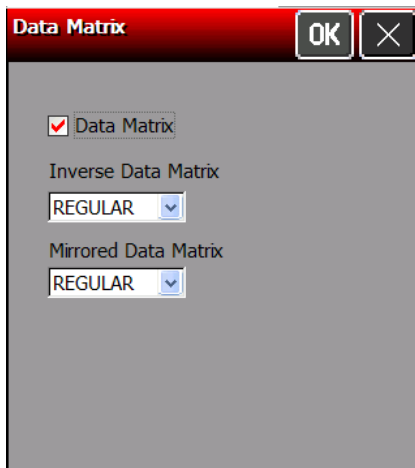 Data Matrix
OK
Data Matrix
Inverse Data Matrix
REGULAR
Mirrored Data Matrix
REGULAR